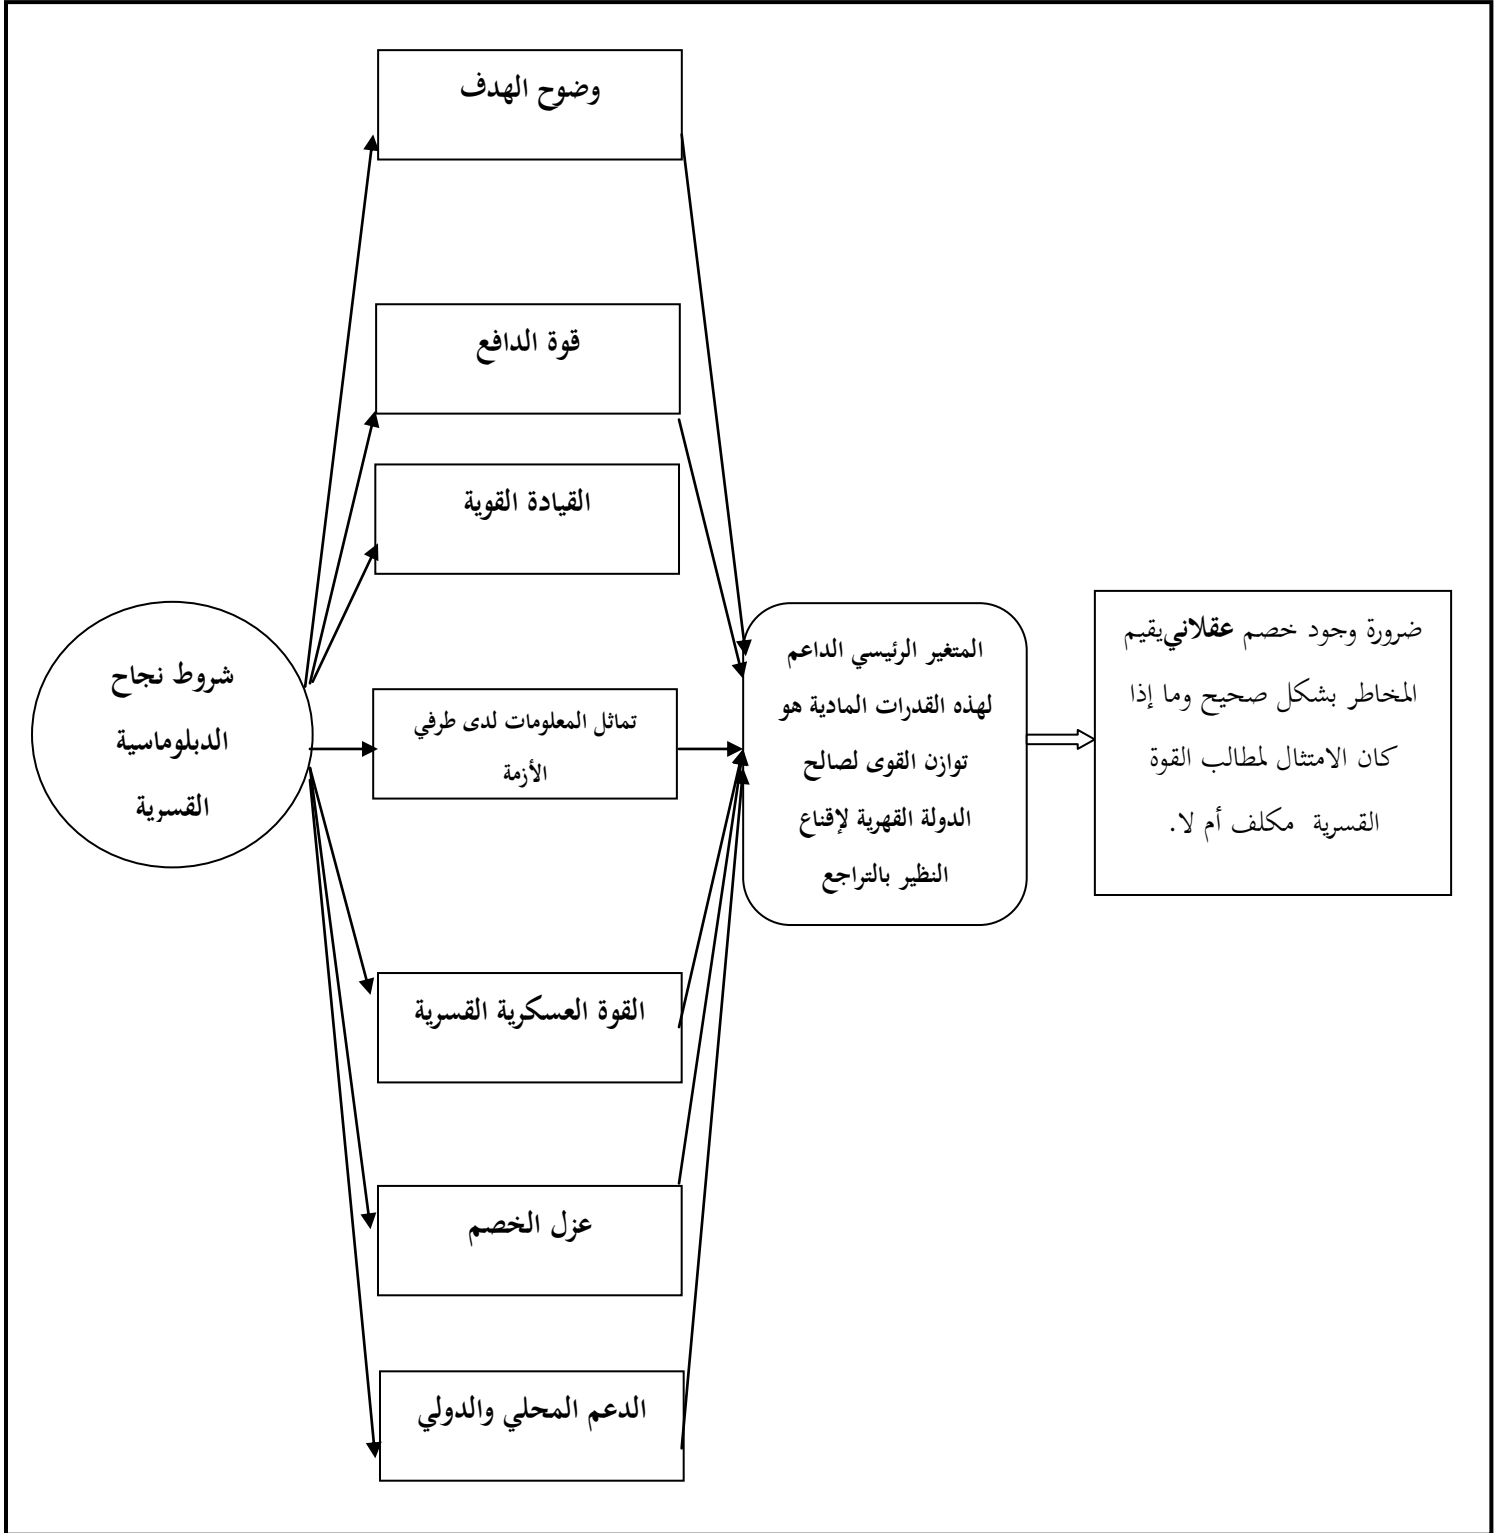 وضوح الهدف
قوة الدافع
القيادة القوية
شروط نجاح
الدبلوماسية
القسرية
تماثل المعلومات لدى طرفي
الأزمة
القوة العسكرية القسرية
عزل الخصم
الدعم المحلي والدولي
المتغير الرئيسي الداعم
لهذه القدرات المادية هو
توازن القوى لصالح
الدولة القهرية لإقناع
النظير بالتراجع
ضرورة وجود خصم عقلانييقيم
المخاطر بشكل صحيح وما إذا
كان الامتثال لمطالب القوة
القسرية مكلف أم لا.